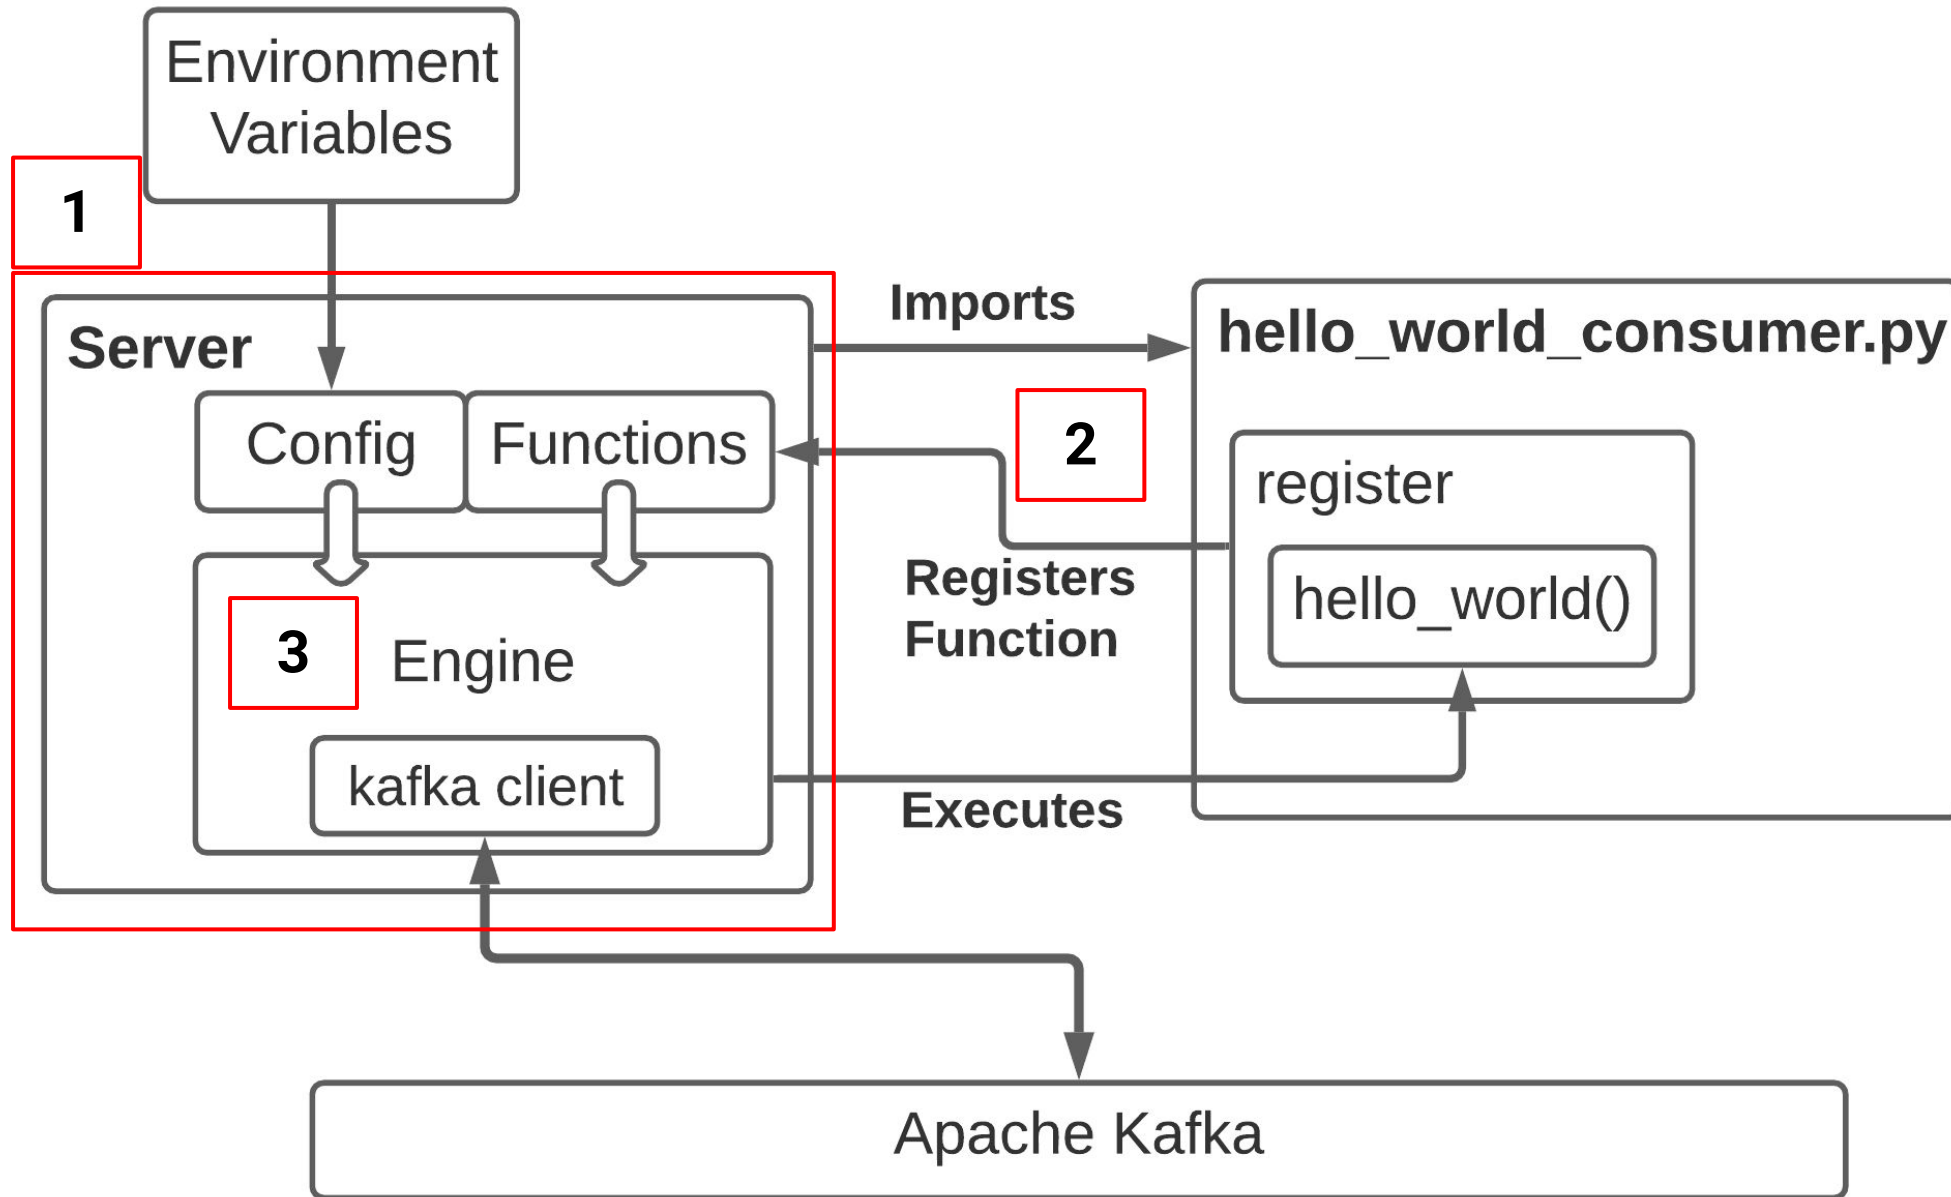 Environment
Variables
1
Server
Imports
hello_world_consumer.py
Config
Functions
2
register
Registers
Function
hello_world()
3
Engine
kafka client
Executes
Apache Kafka